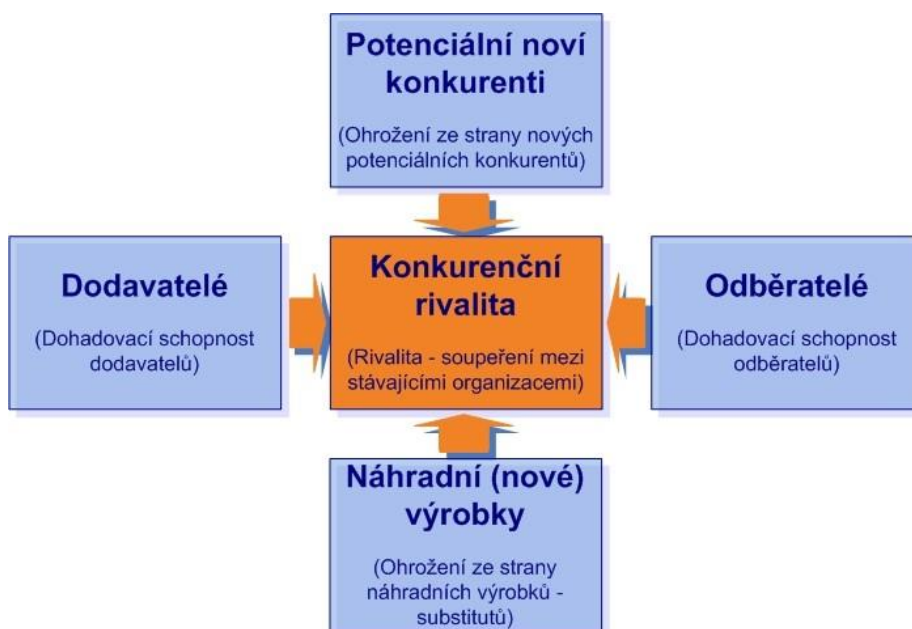 Potenciální noví
konkurenti
(Ohrožení ze strany nových
potenciálních konkurentů)
Dodavatelé
(Dohadovací schopnost
dodavatelů)
Konkurenční
rivalita
(Rivalita - soupeření mezi
stávajícími organizacemi)
Odběratelé
(Dohadovací schopnost
odběratelů)
Náhradní (nové)
výrobky
(Ohrožení ze strany
náhradních výrobků -
substitutů)